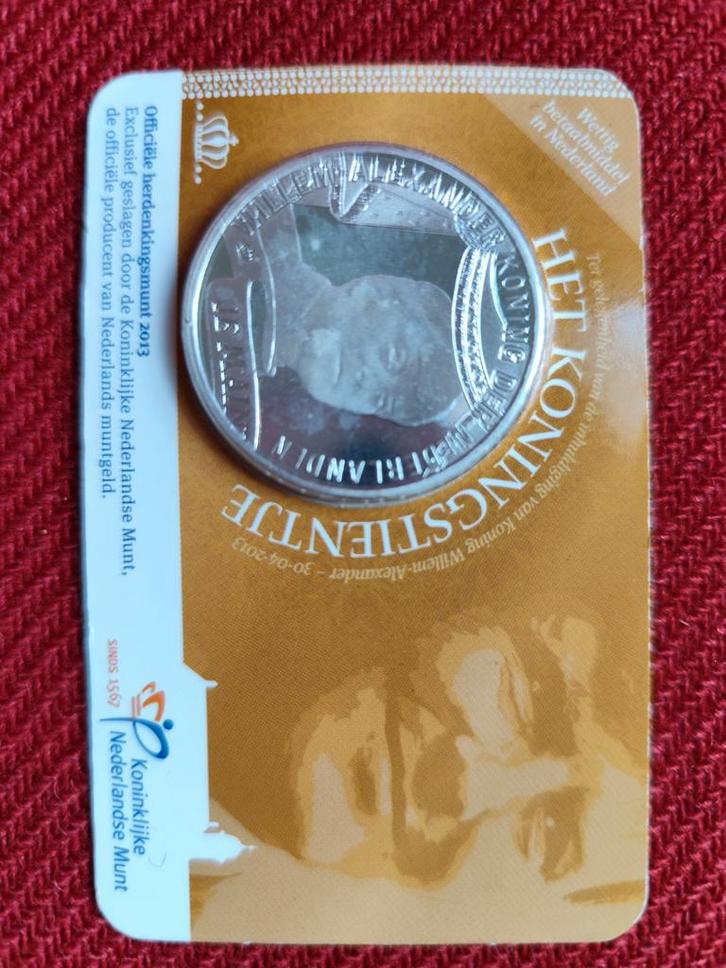 Wettig
betaalmiddel
in Nederland
Ter gelegenheid van de inhuldiging van Koning Willem-Alexander – 30-04-2013
HET KONINGSTIENTJE
WILLEM-ALEXANDER KONING DER NEDERLANDEN
JE MAIN
Officiële herdenkingsmunt 2013
Exclusief geslagen door de Koninklijke Nederlandse Munt,
de officiële producent van Nederlands muntgeld.
SINDS 1567
Koninklijke
Nederlandse Munt